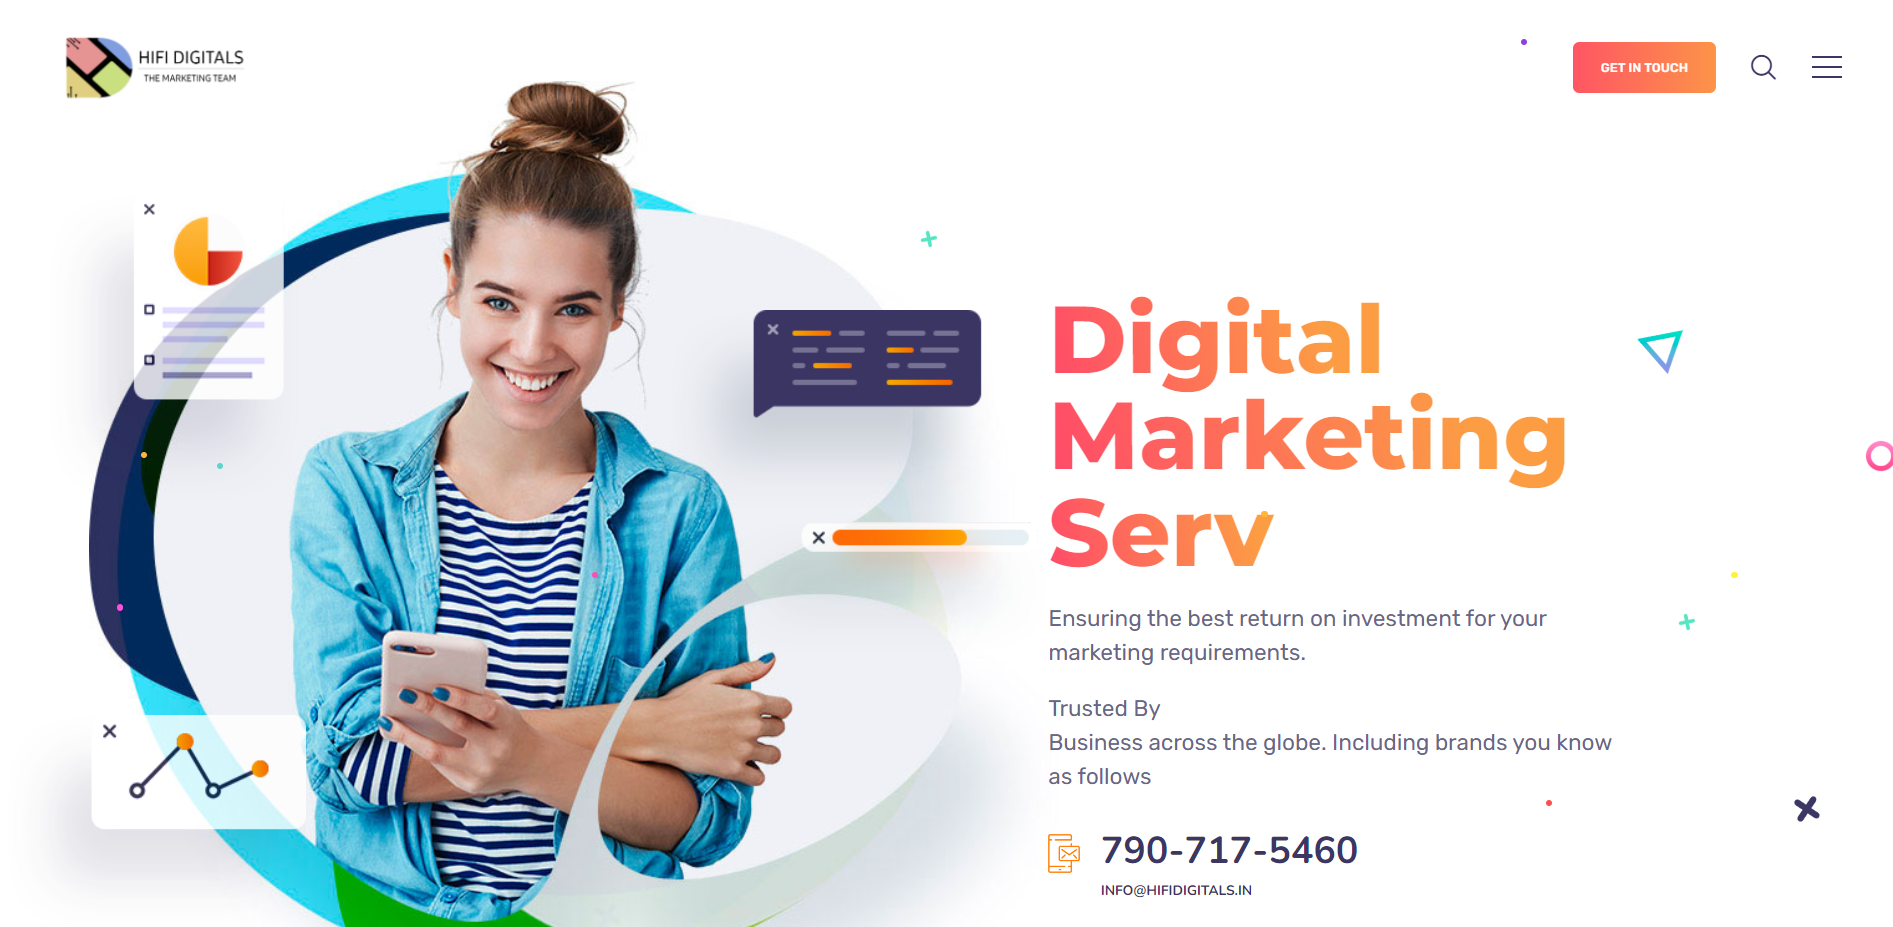 HIFI DIGITALS
THE MARKETING TEAM
GET IN TOUCH
Digital
Marketing
Serv
Ensuring the best return on investment for your
marketing requirements.
Trusted By
Business across the globe. Including brands you know
as follows
790-717-5460
INFO@HIFIDIGITALS.IN